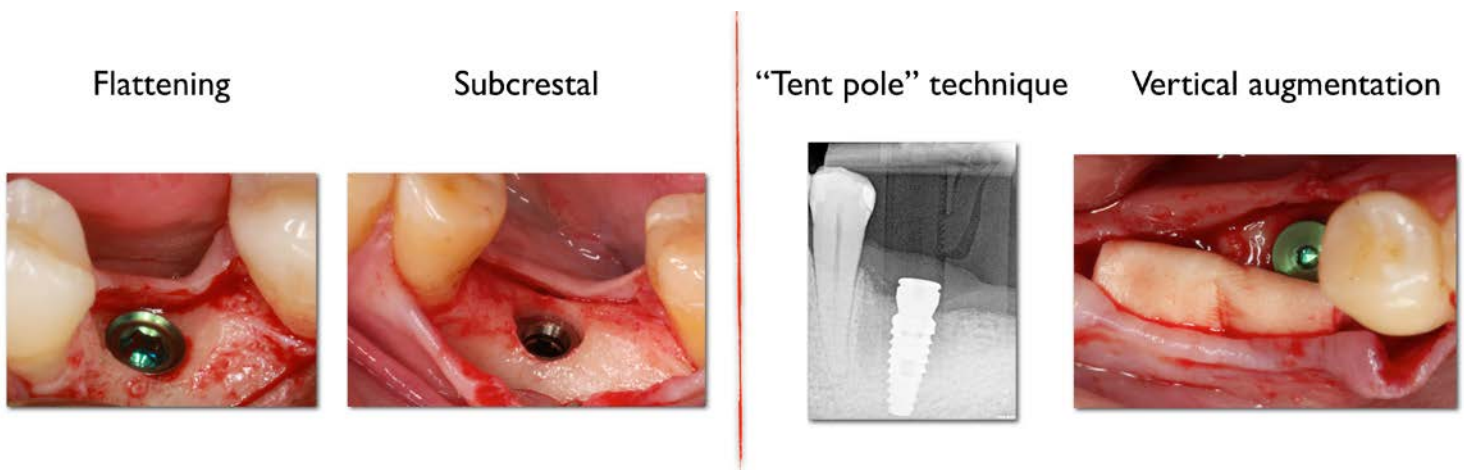 Flattening
Subcrestal
“Tent pole” technique
Vertical augmentation